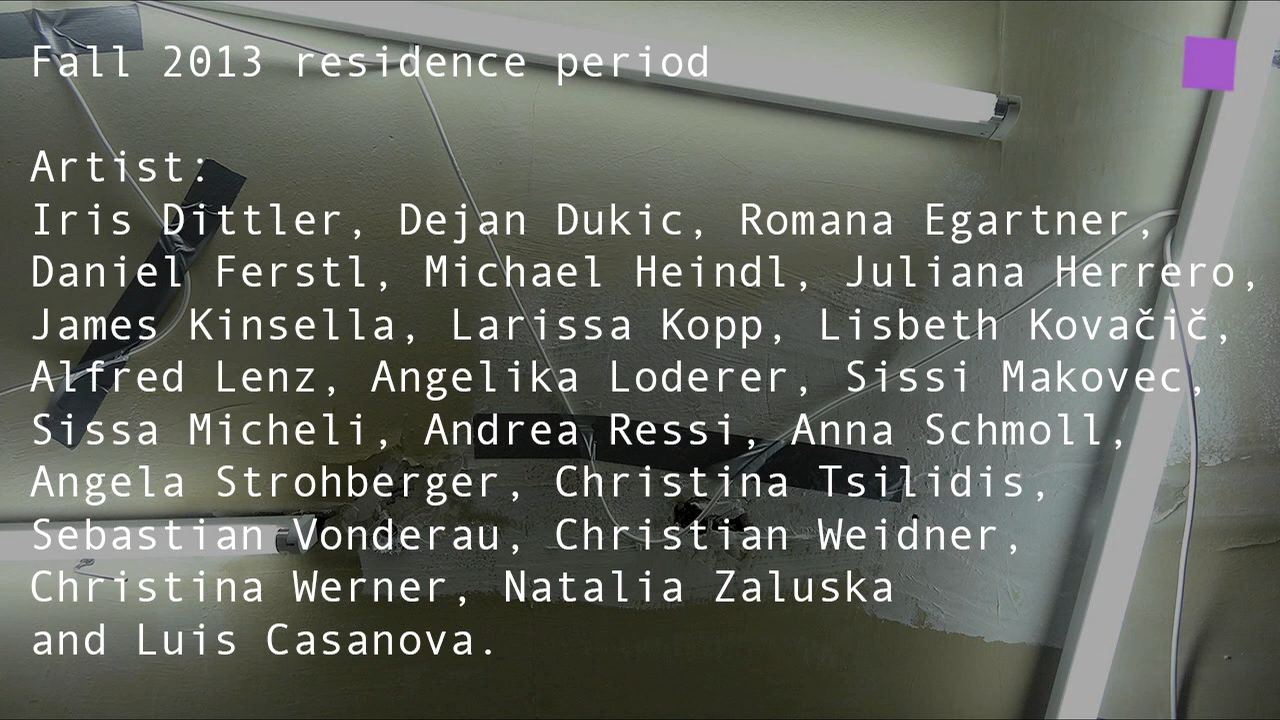 Fall 2013 residence period
Artist:
Iris Dittler, Dejan Dukic, Romana Egartner,
Daniel Ferstl, Michael Heindl, Juliana Herrero,
James Kinsella, Larissa Kopp, Lisbeth Kovačič,
Alfred Lenz, Angelika Loderer, Sissi Makovec,
Sissa Micheli, Andrea Ressi, Anna Schmoll,
Angela Strohberger, Christina Tsilidis,
Sebastian Vonderau, Christian Weidner,
Christina Werner, Natalia Zaluska
and Luis Casanova.